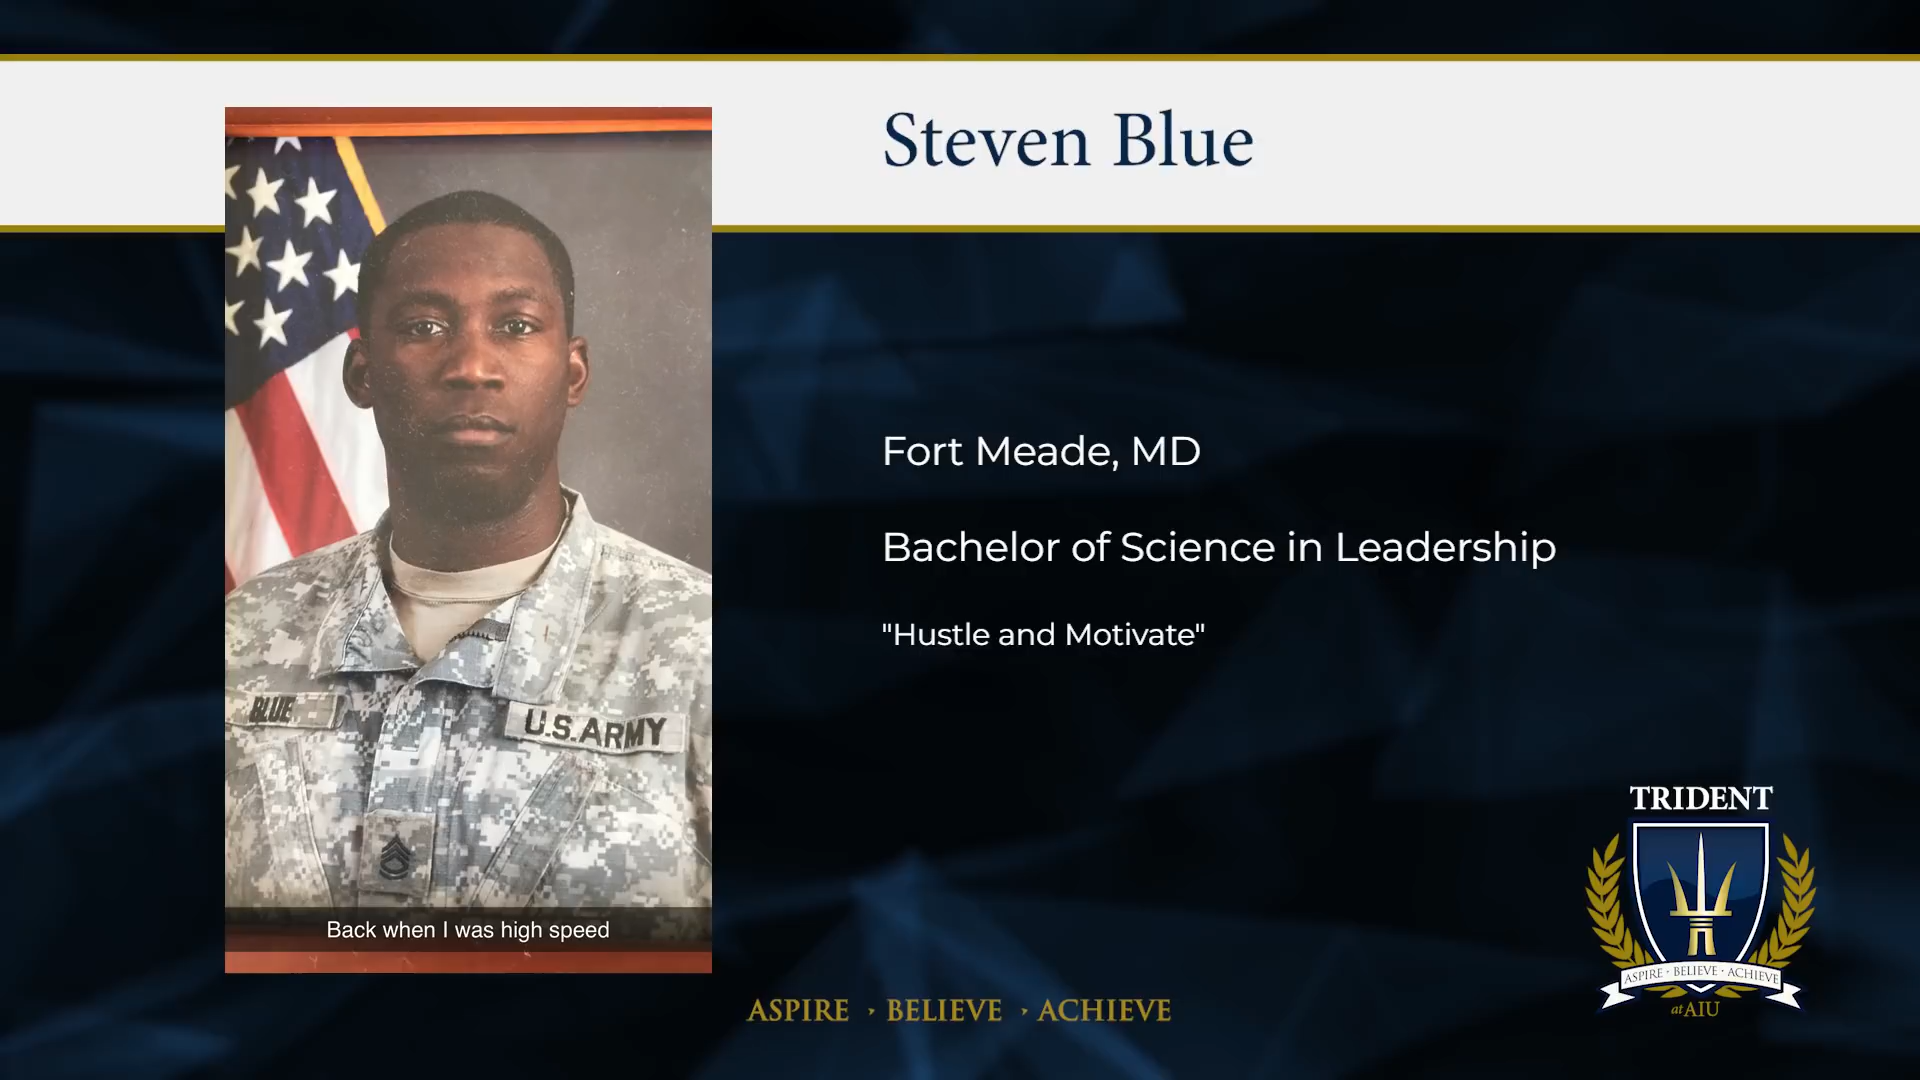 Steven Blue
Fort Meade, MD
Bachelor of Science in Leadership
"Hustle and Motivate"
BLUE
U.S. ARMY
Back when I was high speed
TRIDENT
ASPIRE · BELIEVE · ACHIEVE
at AIU
ASPIRE · BELIEVE · ACHIEVE